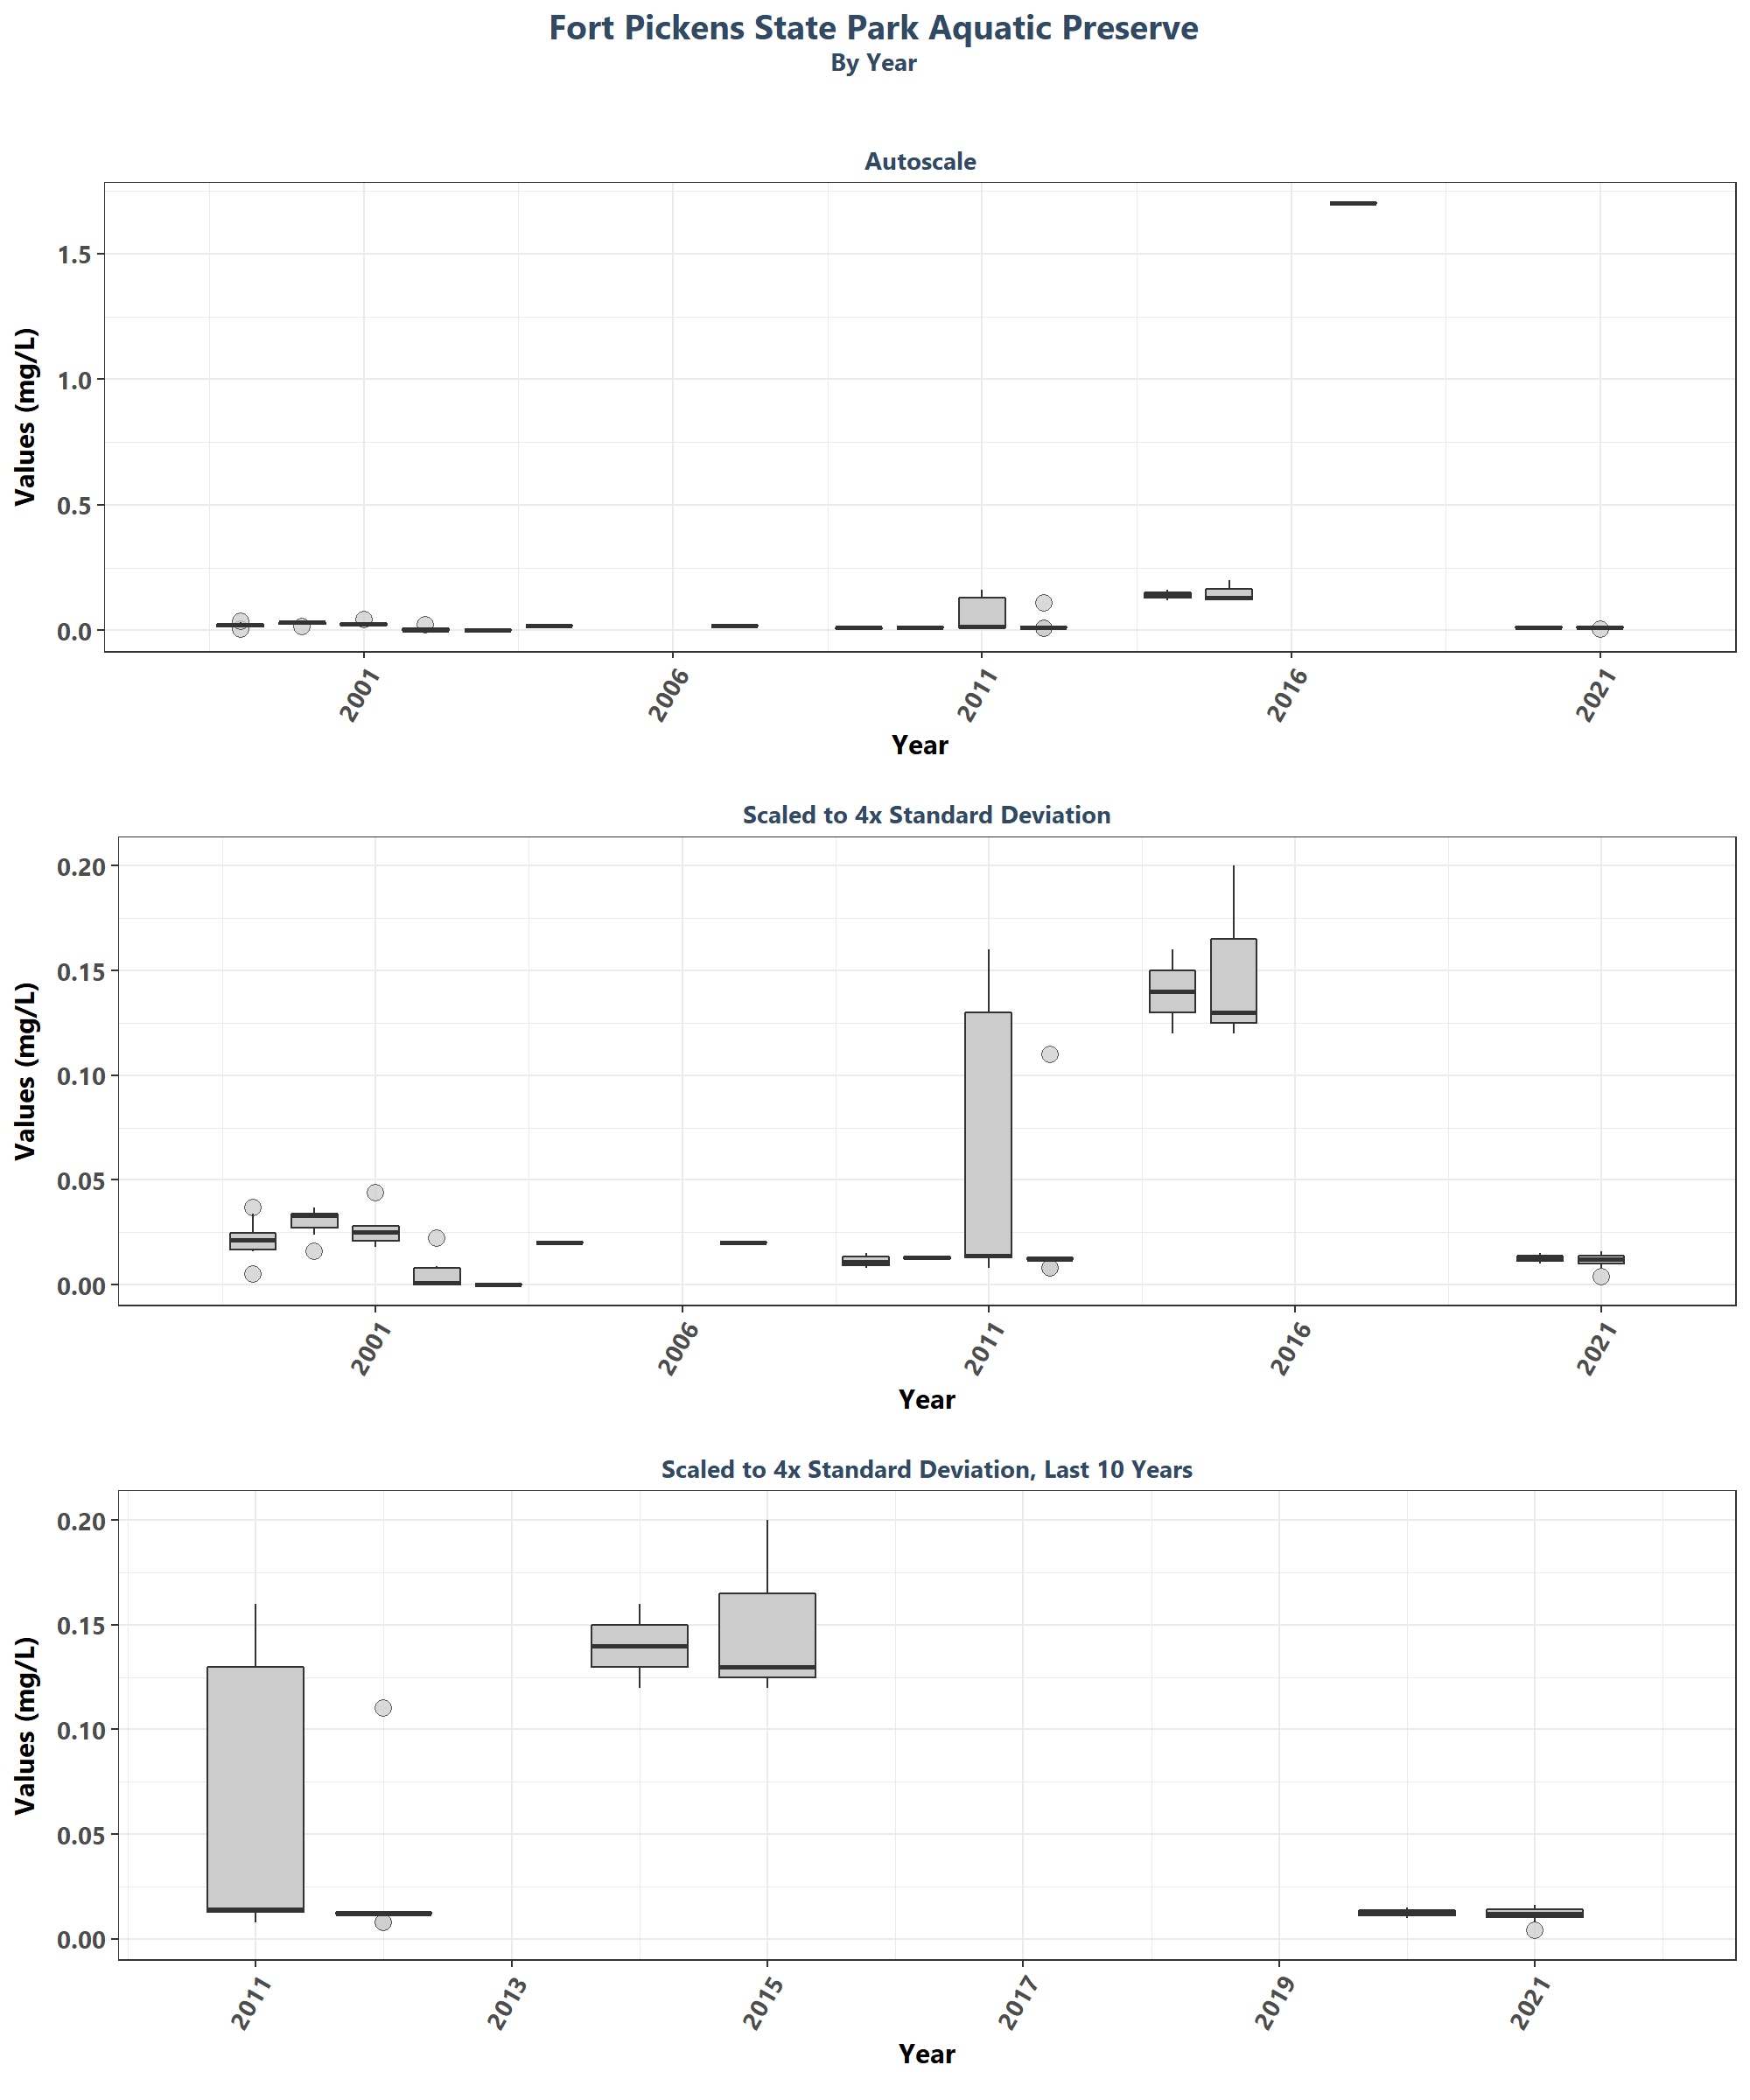 Fort Pickens State Park Aquatic Preserve
By Year
Autoscale
Values (mg/L)
1.5
1.0
0.5
0.0
2001 2006 2011 2016 2021
Year
Scaled to 4x Standard Deviation
Values (mg/L)
0.20
0.15
0.10
0.05
0.00
2001 2006 2011 2016 2021
Year
Scaled to 4x Standard Deviation, Last 10 Years
Values (mg/L)
0.20
0.15
0.10
0.05
0.00
2011 2013 2015 2017 2019 2021
Year